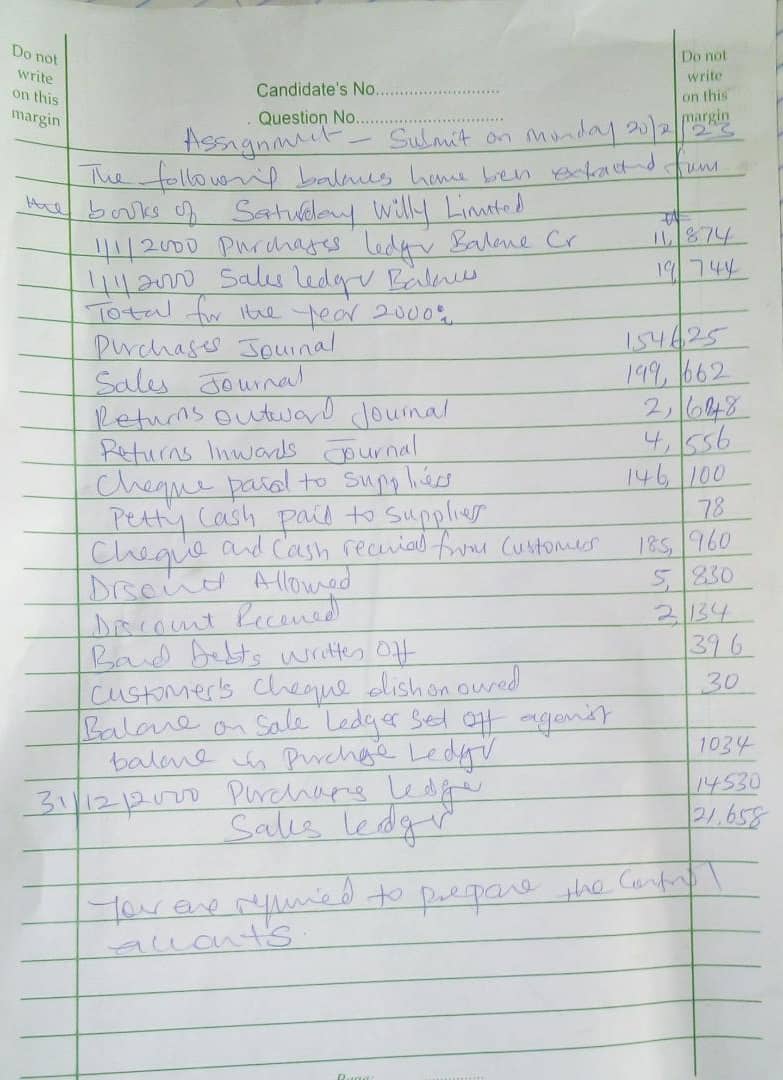 Do not
write
on this
margin
Do not
write
on this
margin
Candidate's No.............................
Question No.................................
Assignment - Submit on Monday 20/2/23
The following balances have ben extracted from
the books of Saturday Willy Limited
1/1/2000 Purchases ledger Balance Cr 11,874
1/1/2000 Sales ledger Balances 19,744
Total for the year 2000:
Purchases Journal 154625
Sales Journal 199,662
Returns outward Journal 2,648
Returns Inwards Journal 4,556
Cheque paid to suppliers 146,100
Petty Cash paid to suppliers 78
Cheque and Cash received from Customers 185,960
Discount Allowed 5,830
Discount Received 2,134
Bad Debts written Off 396
Customer's Cheque dishonoured 30
Balance on Sale Ledger Set off against
balance in Purchase Ledger 1034
31/12/2000 Purchases ledger 14530
Sales ledger 21,658
You are required to prepare the Control
accounts.